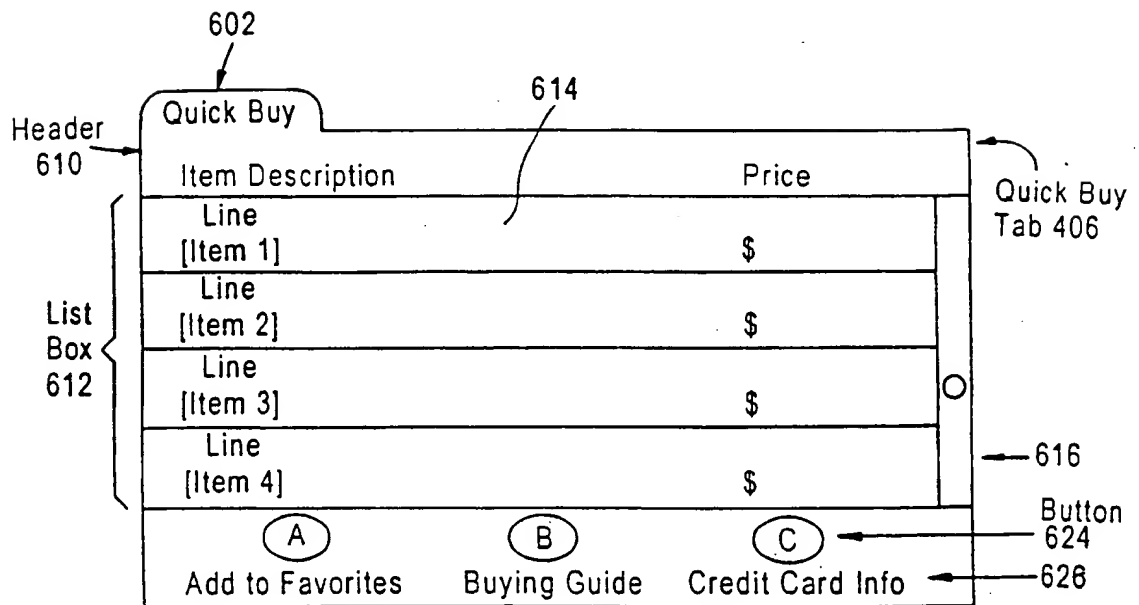 602
Quick Buy
614
Header
610
Item Description Price
Quick Buy
Tab 406
Line
[Item 1] $
Line
[Item 2] $
List
Box
612
Line
[Item 3] $
Line
[Item 4] $
616
Button
624
A B C
Add to Favorites Buying Guide Credit Card Info
626